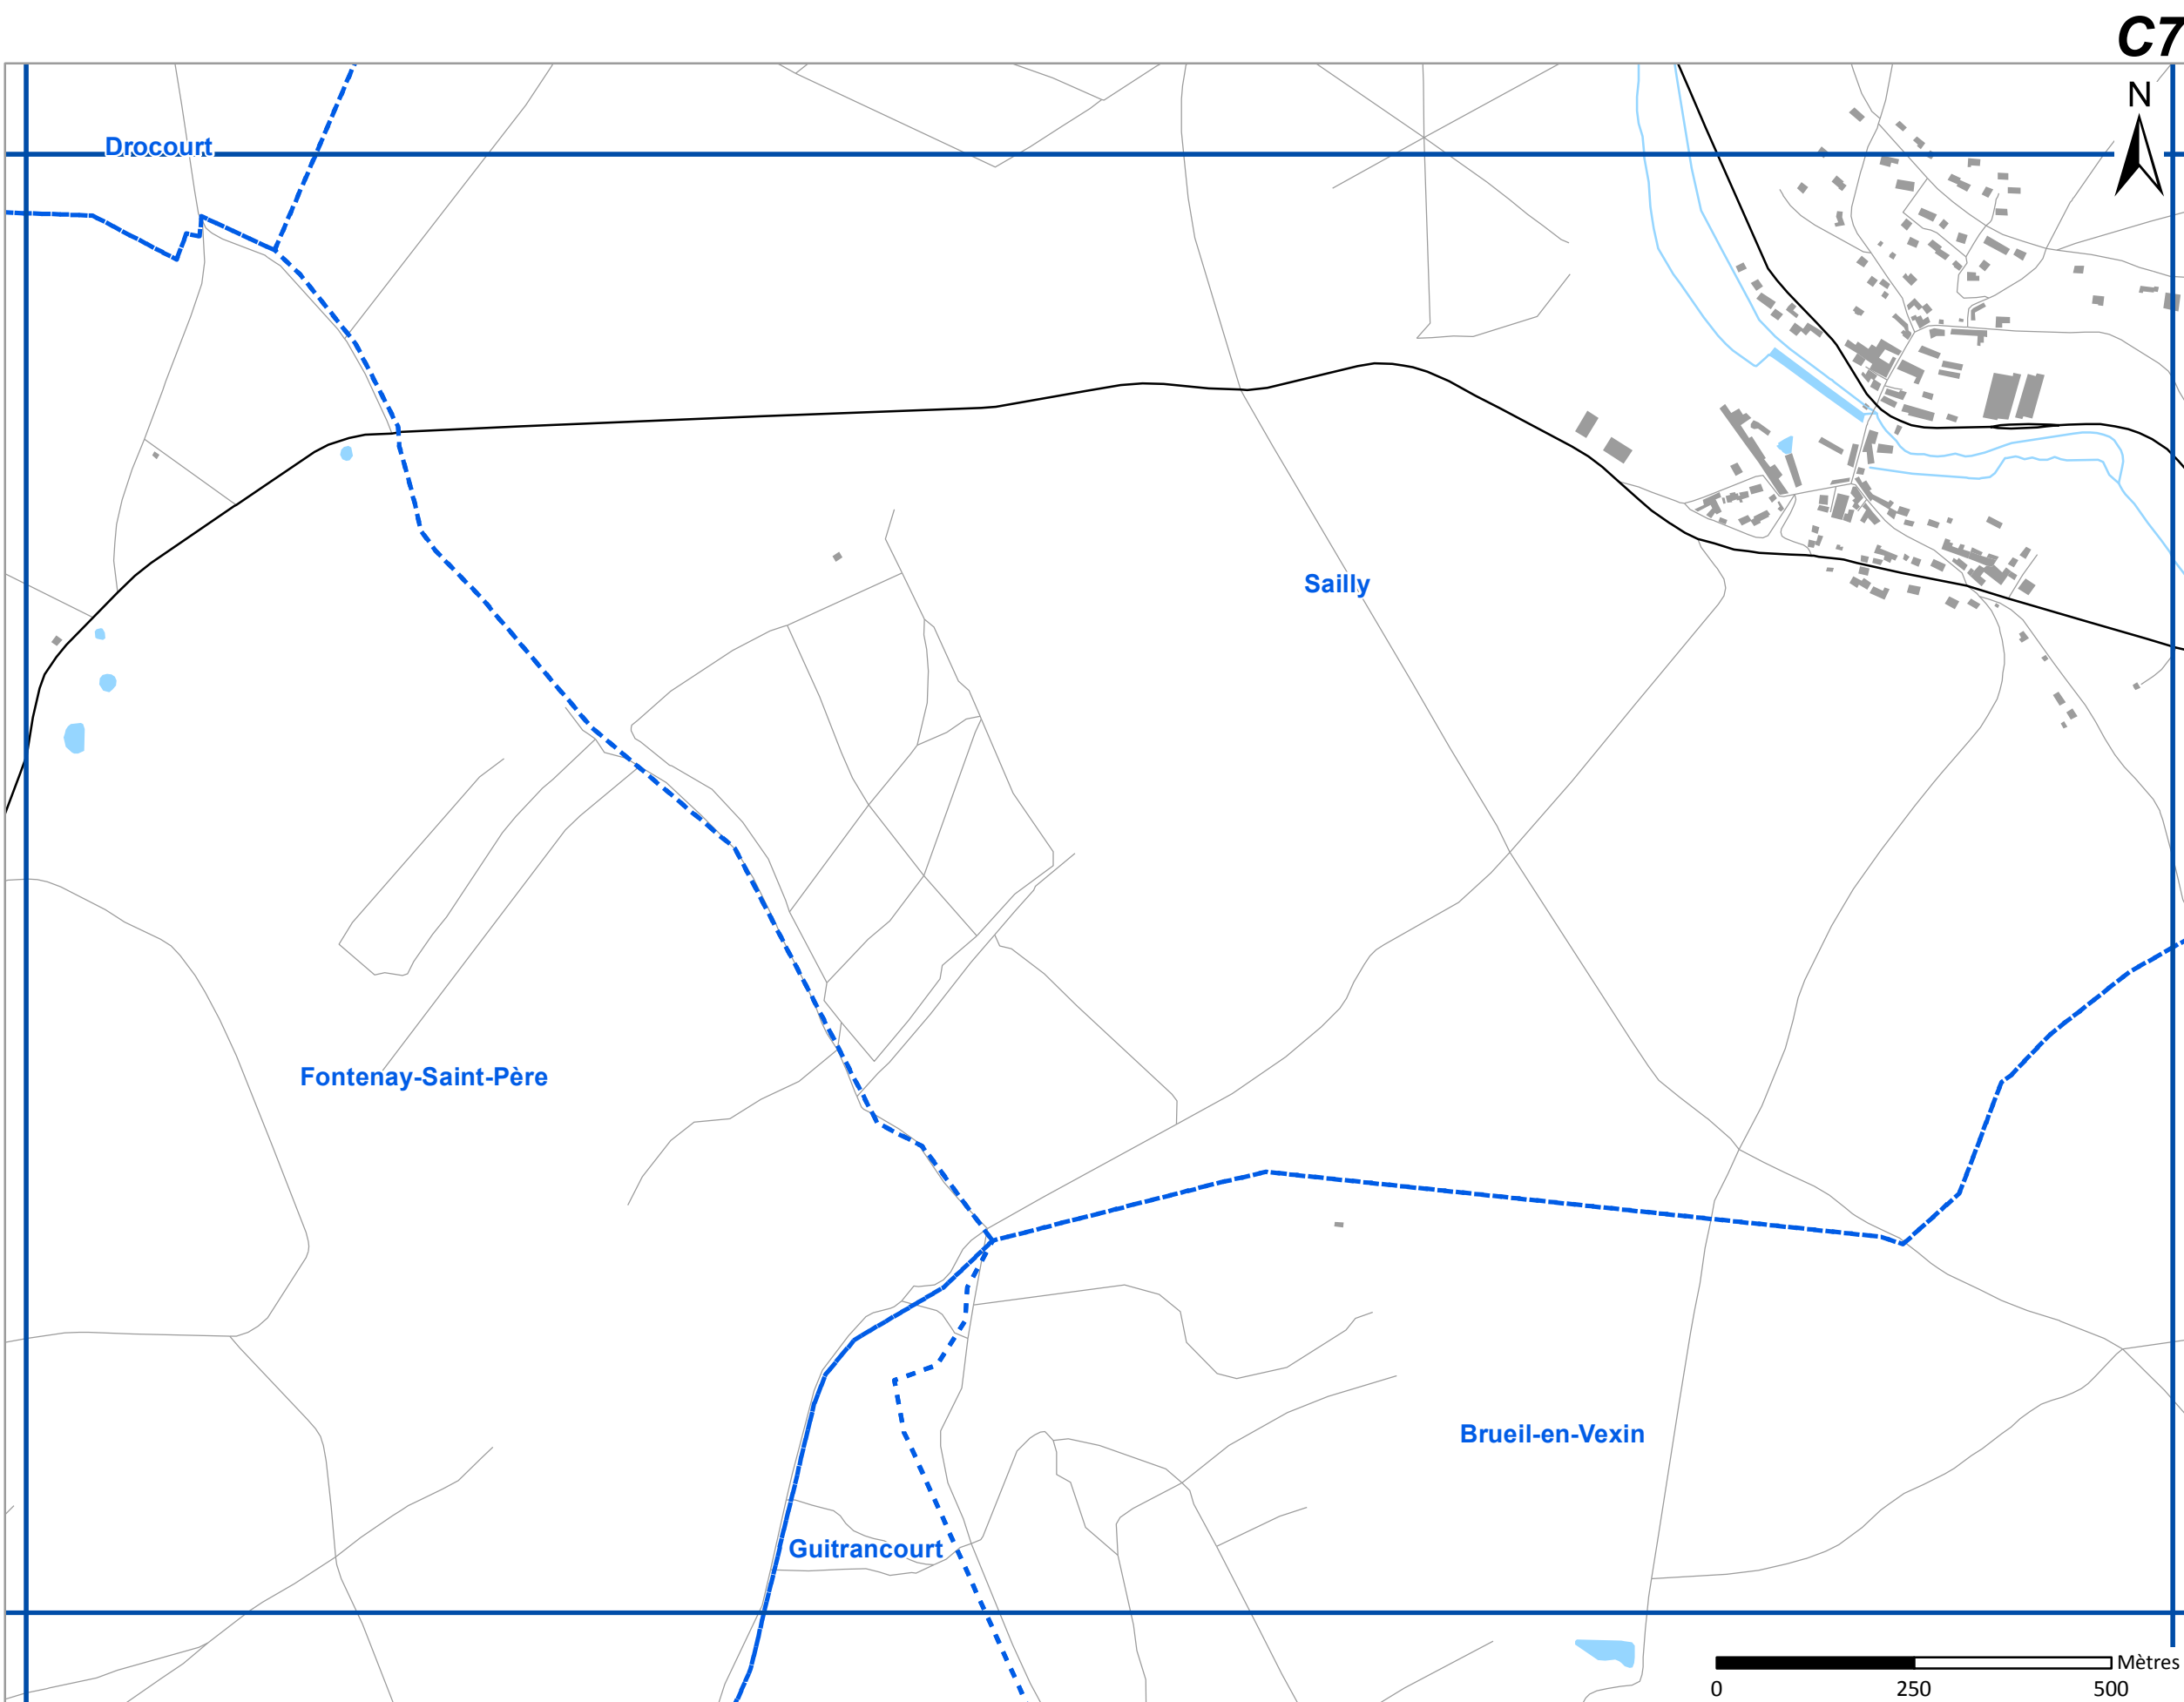 C7
N
Drocourt
Sailly
Fontenay-Saint-Père
Brueil-en-Vexin
Guitrancourt
Mètres
0 250 500